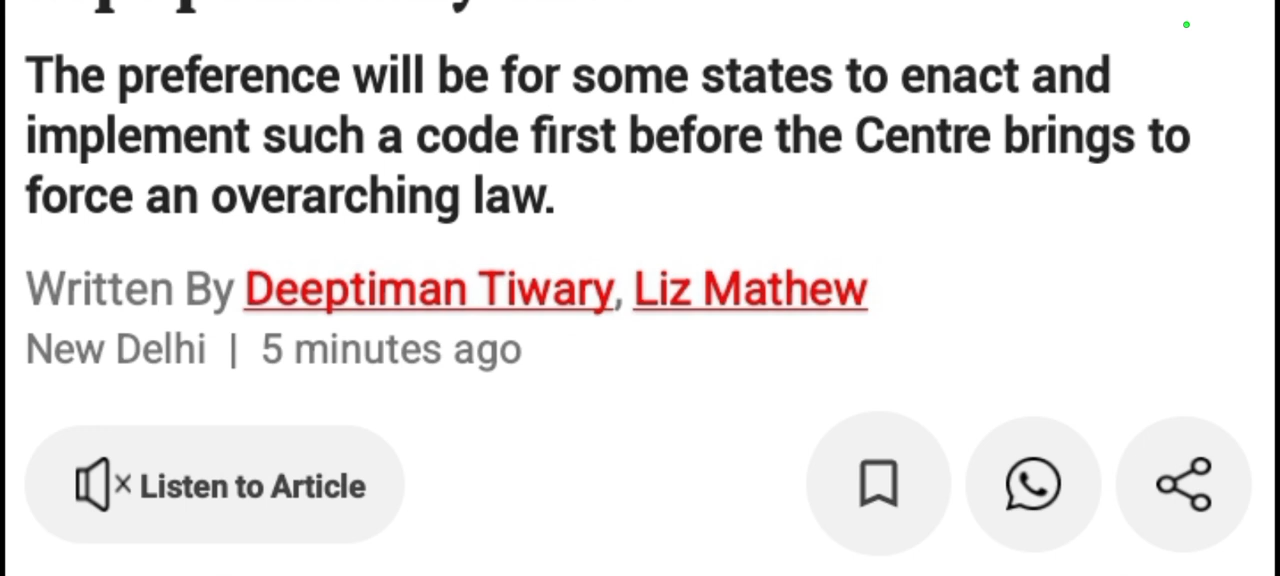 The preference will be for some states to enact and
implement such a code first before the Centre brings to
force an overarching law.
Written By Deeptiman Tiwary, Liz Mathew
New Delhi | 5 minutes ago
Listen to Article